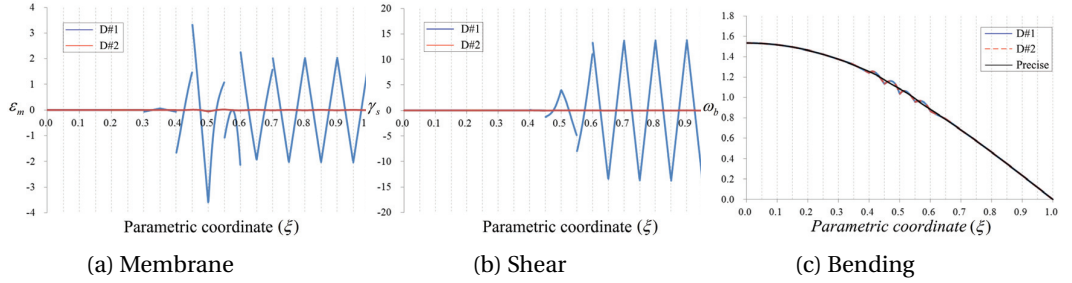 4
3
2
1
0
-1
-2
-3
-4
ε_m
D#1
D#2
0.0 0.1 0.2 0.3 0.4 0.5 0.6 0.7 0.8 0.9 1.0
Parametric coordinate (ξ)
(a) Membrane
20
15
10
5
0
-5
-10
-15
-20
γ_s
D#1
D#2
0.0 0.1 0.2 0.3 0.4 0.5 0.6 0.7 0.8 0.9
Parametric coordinate (ξ)
(b) Shear
1.8
1.6
1.4
1.2
1.0
0.8
0.6
0.4
0.2
0.0
ω_b
D#1
D#2
Precise
0.0 0.1 0.2 0.3 0.4 0.5 0.6 0.7 0.8 0.9 1.0
Parametric coordinate (ξ)
(c) Bending